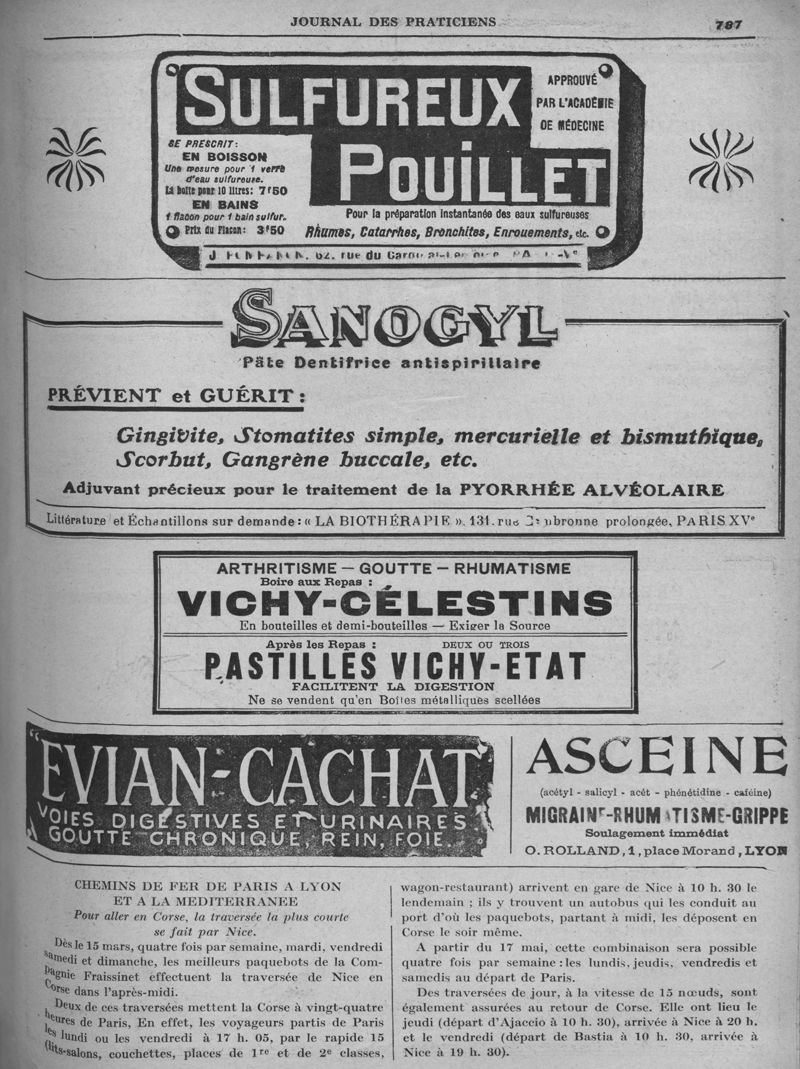 JOURNAL DES PRATICIENS
787
SULFUREUX
POUILLET
APPROUVÉ
PAR L'ACADÉMIE
DE MÉDECINE
SE PRESCRIT:
EN BOISSON
Une mesure pour 1 verre
d'eau sulfureuse.
La boîte pour 10 litres: 7f50
EN BAINS
1 flacon pour 1 bain sulfur.
Prix du Flacon: 3f50
Pour la préparation instantanée des eaux sulfureuses
Rhumes, Catarrhes, Bronchites, Enrouements, etc.
62, rue du
SANOGYL
Pâte Dentifrice antispirillaire
PRÉVIENT et GUÉRIT :
Gingivite, Stomatites simple, mercurielle et bismuthique,
Scorbut, Gangrène buccale, etc.
Adjuvant précieux pour le traitement de la PYORRHÉE ALVÉOLAIRE
Littérature et Échantillons sur demande : « LA BIOTHÉRAPIE », 131, rue prolongée, PARIS XVe
ARTHRITISME — GOUTTE — RHUMATISME
Boire aux Repas :
VICHY-CÉLESTINS
En bouteilles et demi-bouteilles — Exiger la Source
Après les Repas : DEUX OU TROIS
PASTILLES VICHY-ETAT
FACILITENT LA DIGESTION
Ne se vendent qu'en Boîtes métalliques scellées
EVIAN-CACHAT
VOIES DIGESTIVES ET URINAIRES
GOUTTE CHRONIQUE, REIN, FOIE.
ASCEINE
(acétyl - salicyl - acét - phénétidine - caféine)
MIGRAINE-RHUMATISME-GRIPPE
Soulagement immédiat
O. ROLLAND, 1, place Morand, LYON
CHEMINS DE FER DE PARIS A LYON
ET A LA MEDITERRANEE
Pour aller en Corse, la traversée la plus courte
se fait par Nice.
Dès le 15 mars, quatre fois par semaine, mardi, vendredi
samedi et dimanche, les meilleurs paquebots de la Com-
pagnie Fraissinet effectuent la traversée de Nice en
Corse dans l'après-midi.
Deux de ces traversées mettent la Corse à vingt-quatre
heures de Paris, En effet, les voyageurs partis de Paris
les lundi ou les vendredi à 17 h. 05, par le rapide 15
(lits-salons, couchettes, places de 1re et de 2e classes,
wagon-restaurant) arrivent en gare de Nice à 10 h. 30 le
lendemain ; ils y trouvent un autobus qui les conduit au
port d'où les paquebots, partant à midi, les déposent en
Corse le soir même.
A partir du 17 mai, cette combinaison sera possible
quatre fois par semaine : les lundis, jeudis, vendredis et
samedis au départ de Paris.
Des traversées de jour, à la vitesse de 15 nœuds, sont
également assurées au retour de Corse. Elle ont lieu le
jeudi (départ d'Ajaccio à 10 h. 30), arrivée à Nice à 20 h.
et le vendredi (départ de Bastia à 10 h. 30, arrivée à
Nice à 19 h. 30).